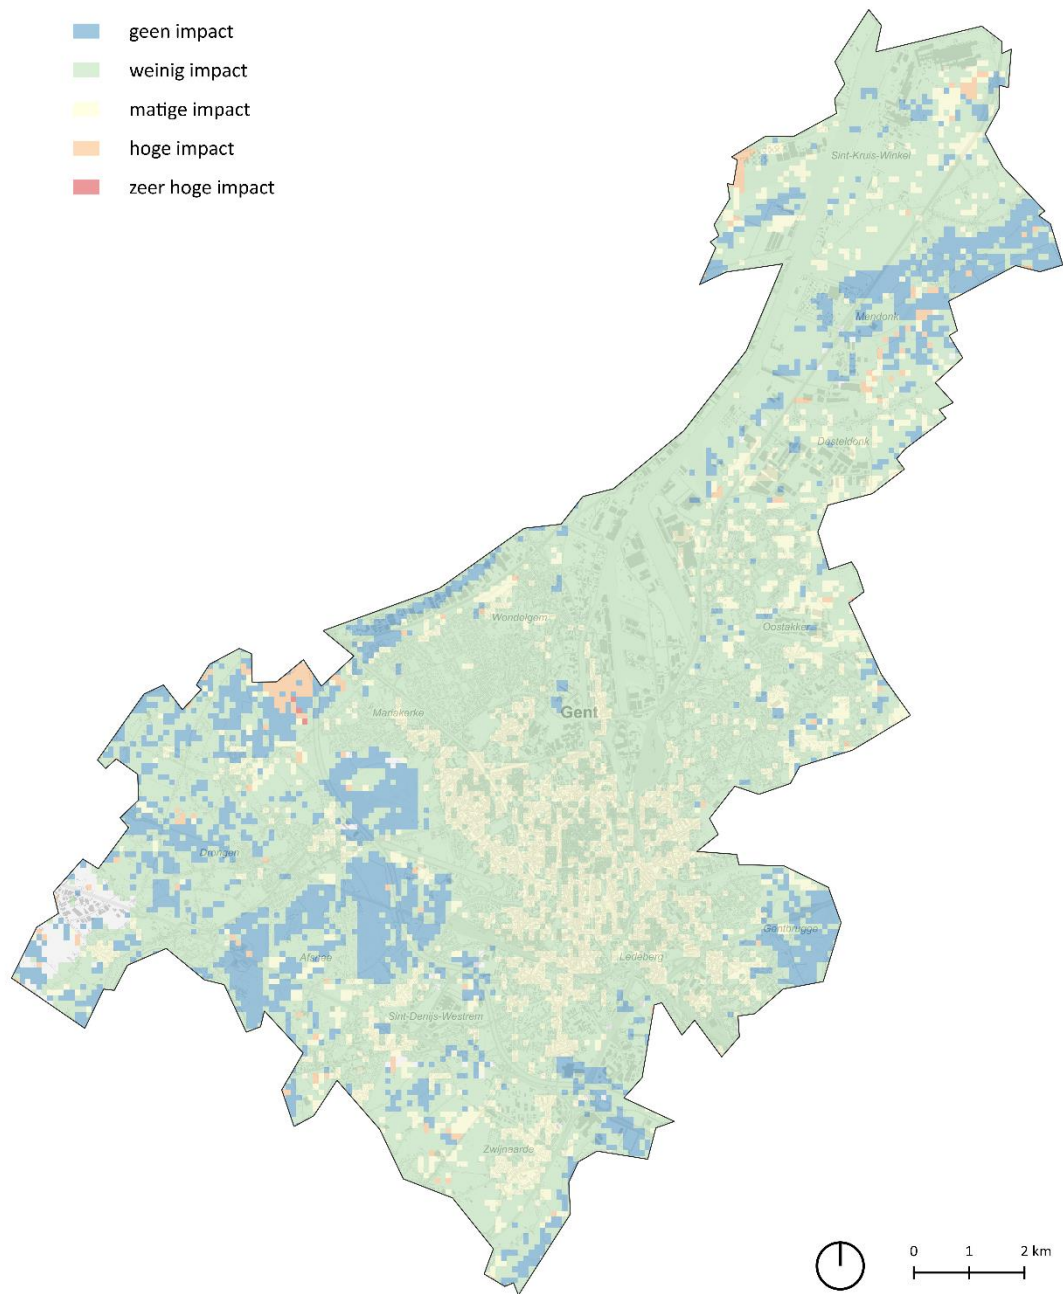 geen impact
weinig impact
matige impact
hoge impact
zeer hoge impact
Sint-Kruis-Winkel
Mendonk
Desteldonk
Oostakker
Wondelgem
Mariakerke
Gent
Drongen
Afsnee
Gentbrugge
Ledeberg
Sint-Denijs-Westrem
Zwijnaarde
0 1 2 km